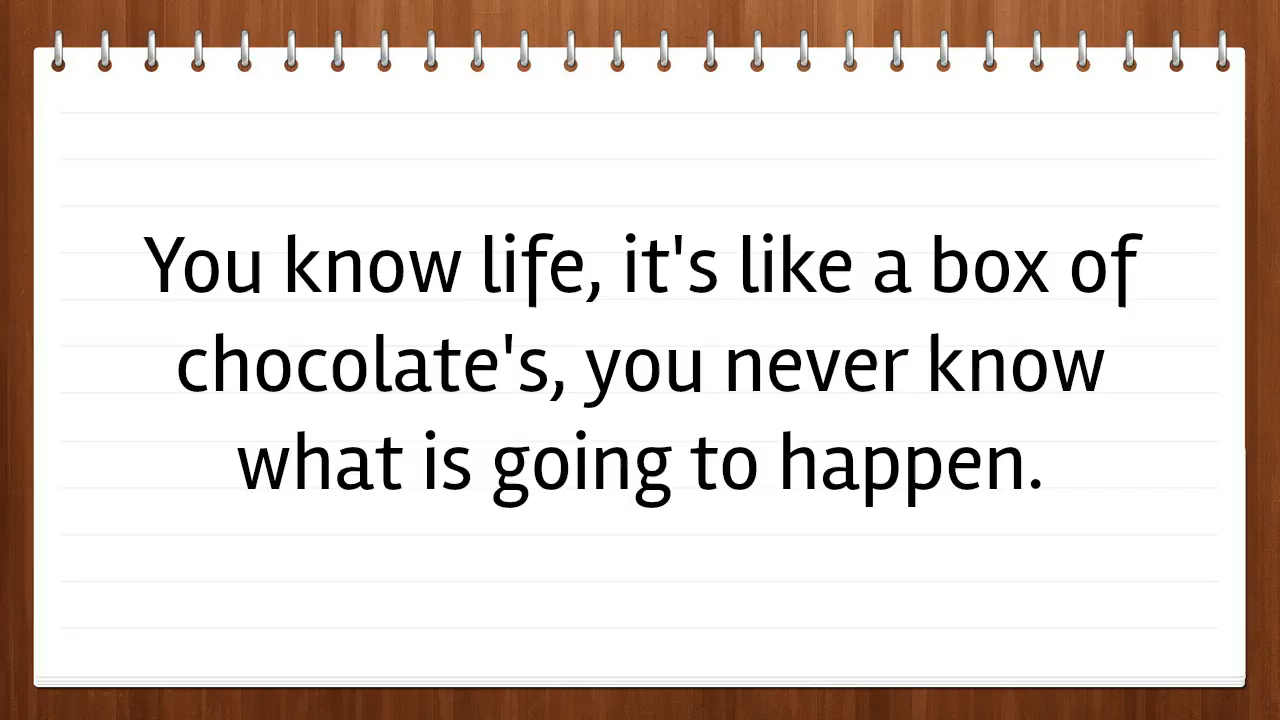 You know life, it's like a box of
chocolate's, you never know
what is going to happen.